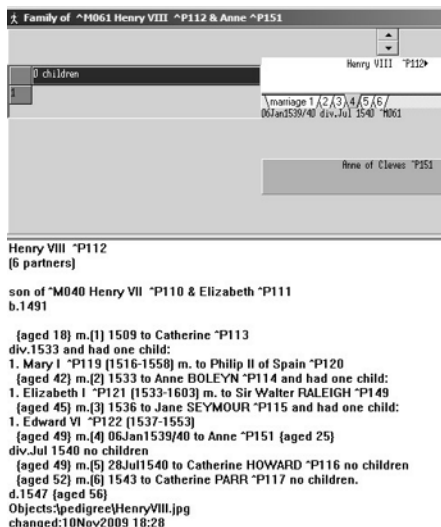 Family of ^M061 Henry VIII ^P112 & Anne ^P151
Henry VIII ^P112
0 children
1
marriage 1 /2/3/4/5/6/
06Jan1539/40 div.Jul 1540 ^M061
Anne of Cleves ^P151
Henry VIII ^P112
(6 partners)
son of ^M040 Henry VII ^P110 & Elizabeth ^P111
b.1491
{aged 18} m.(1) 1509 to Catherine ^P113
div.1533 and had one child:
1. Mary I ^P119 (1516-1558) m. to Philip II of Spain ^P120
{aged 42} m.(2) 1533 to Anne BOLEYN ^P114 and had one child:
1. Elizabeth I ^P121 (1533-1603) m. to Sir Walter RALEIGH ^P149
{aged 45} m.(3) 1536 to Jane SEYMOUR ^P115 and had one child:
1. Edward VI ^P122 (1537-1553)
{aged 49} m.(4) 06Jan1539/40 to Anne ^P151 {aged 25}
div.Jul 1540 no children
{aged 49} m.(5) 28Jul1540 to Catherine HOWARD ^P116 no children
{aged 52} m.(6) 1543 to Catherine PARR ^P117 no children.
d.1547 {aged 56}
Objects:\pedigree\HenryVIII.jpg
changed:10Nov2009 18:28